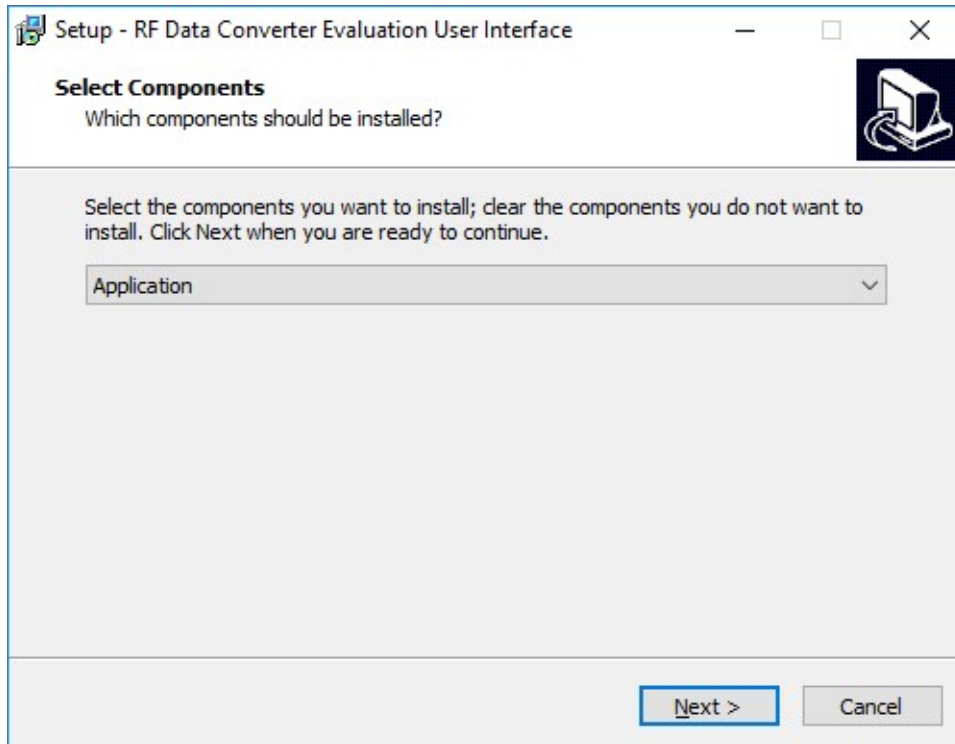 Setup - RF Data Converter Evaluation User Interface
Select Components
Which components should be installed?
Select the components you want to install; clear the components you do not want to
install. Click Next when you are ready to continue.
Application
Next >
Cancel